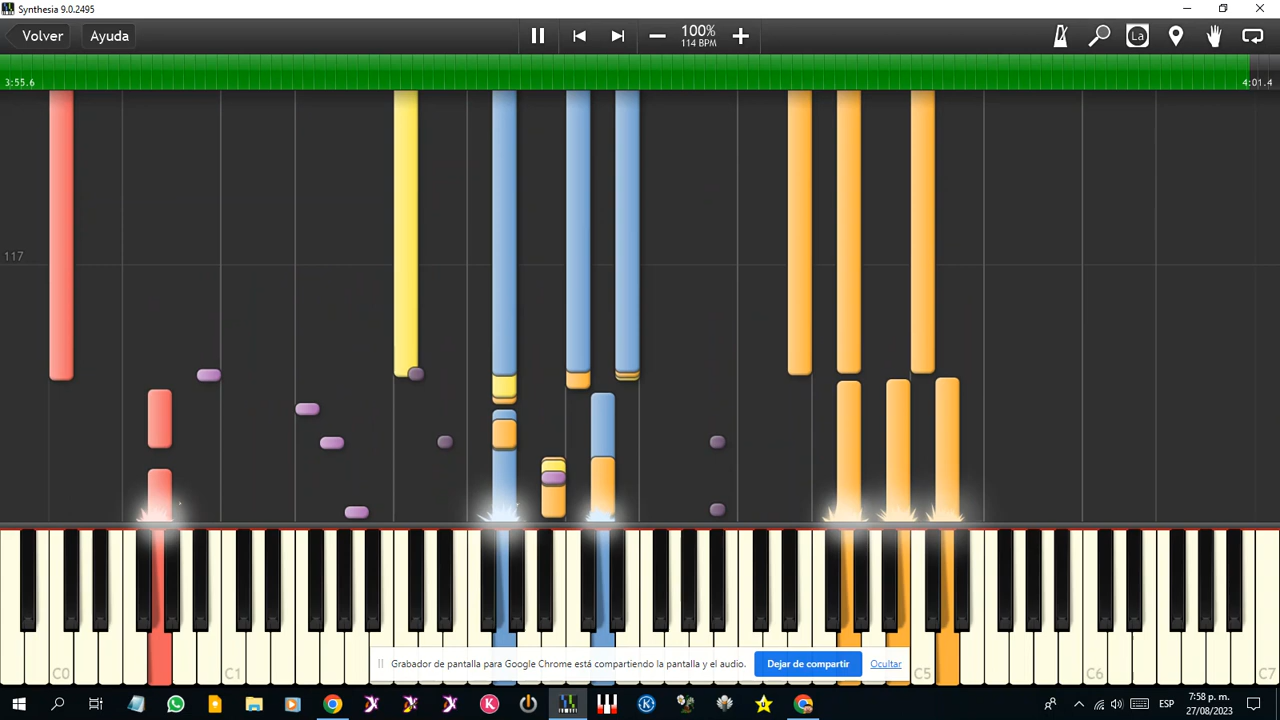 Synthesia 9.0.2495
Volver
Ayuda
100%
114 BPM
La
3:55.6
4:01.4
117
C0
C1
C5
C6
C7
Grabador de pantalla para Google Chrome está compartiendo la pantalla y el audio.
Dejar de compartir
Ocultar
K
ESP
7:58 p. m.
27/08/2023